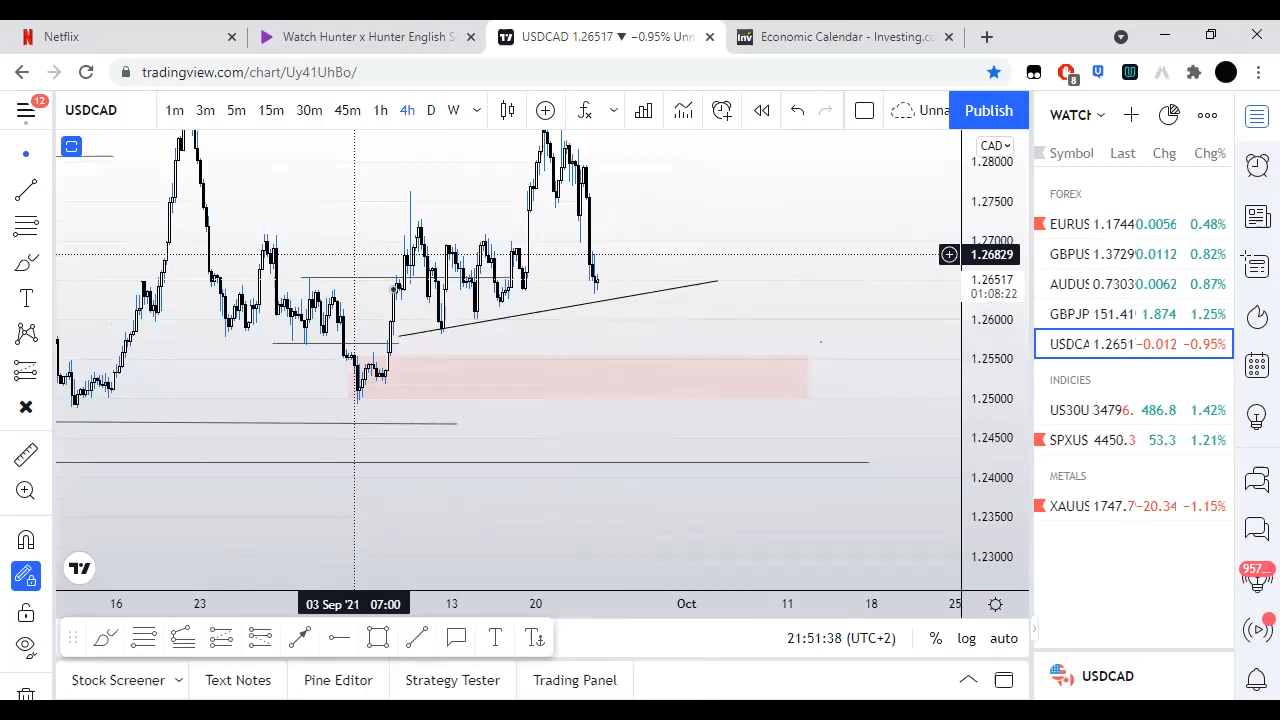 Netflix
Watch Hunter x Hunter English S
USDCAD 1.26517 ▼ −0.95% Unn
Economic Calendar - Investing.co
tradingview.com/chart/Uy41UhBo/
8
12
USDCAD
1m 3m 5m 15m 30m 45m 1h 4h D W
Unna
Publish
WATCH
Symbol Last Chg Chg%
FOREX
EURUS 1.1744 0.0056 0.48%
GBPUS 1.3729 0.0112 0.82%
AUDUS 0.7303 0.0062 0.87%
GBPJP 151.41 1.874 1.25%
USDCA 1.2651 −0.012 −0.95%
INDICIES
US30U 34796. 486.8 1.42%
SPXUS 4450.3 53.3 1.21%
METALS
XAUUS 1747.7 −20.34 −1.15%
CAD
1.28000
1.27500
1.27000
1.26829
1.26517
01:08:22
1.26000
1.25500
1.25000
1.24500
1.24000
1.23500
1.23000
957
16 23 03 Sep '21 07:00 13 20 Oct 11 18 25
21:51:38 (UTC+2) % log auto
Stock Screener Text Notes Pine Editor Strategy Tester Trading Panel
USDCAD